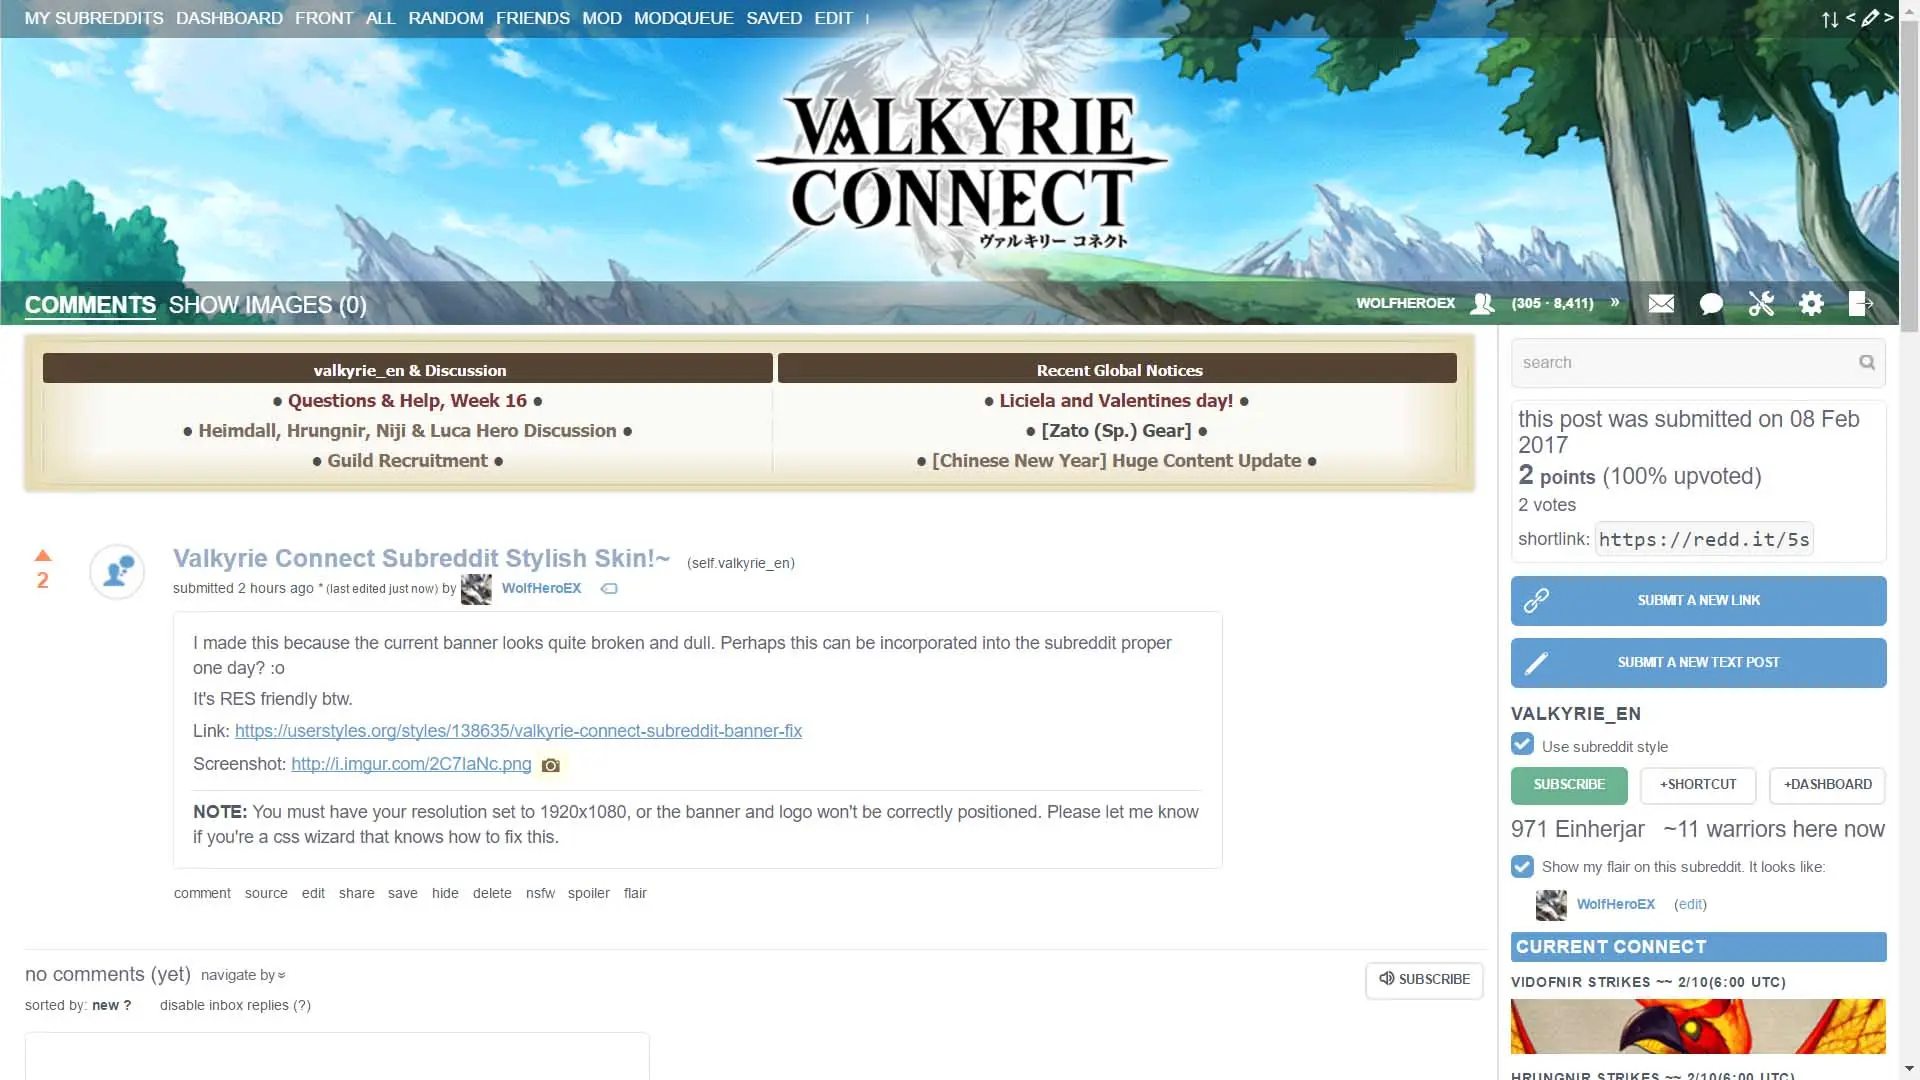 MY SUBREDDITS DASHBOARD FRONT ALL RANDOM FRIENDS MOD MODQUEUE SAVED EDIT
VALKYRIE
CONNECT
ヴァルキリー コネクト
COMMENTS SHOW IMAGES (0)
WOLFHEROEX (305 · 8,411) »
valkyrie_en & Discussion
● Questions & Help, Week 16 ●
● Heimdall, Hrungnir, Niji & Luca Hero Discussion ●
● Guild Recruitment ●
Recent Global Notices
● Liciela and Valentines day! ●
● [Zato (Sp.) Gear] ●
● [Chinese New Year] Huge Content Update ●
2
Valkyrie Connect Subreddit Stylish Skin!~ (self.valkyrie_en)
submitted 2 hours ago * (last edited just now) by WolfHeroEX
I made this because the current banner looks quite broken and dull. Perhaps this can be incorporated into the subreddit proper
one day? :o
It's RES friendly btw.
Link: https://userstyles.org/styles/138635/valkyrie-connect-subreddit-banner-fix
Screenshot: http://i.imgur.com/2C7IaNc.png
NOTE: You must have your resolution set to 1920x1080, or the banner and logo won't be correctly positioned. Please let me know
if you're a css wizard that knows how to fix this.
comment source edit share save hide delete nsfw spoiler flair
no comments (yet) navigate by
SUBSCRIBE
sorted by: new ? disable inbox replies (?)
search
this post was submitted on 08 Feb
2017
2 points (100% upvoted)
2 votes
shortlink: https://redd.it/5s
SUBMIT A NEW LINK
SUBMIT A NEW TEXT POST
VALKYRIE_EN
Use subreddit style
SUBSCRIBE +SHORTCUT +DASHBOARD
971 Einherjar ~11 warriors here now
Show my flair on this subreddit. It looks like:
WolfHeroEX (edit)
CURRENT CONNECT
VIDOFNIR STRIKES ~~ 2/10(6:00 UTC)
HRUNGNIR STRIKES ~~ 2/10(6:00 UTC)